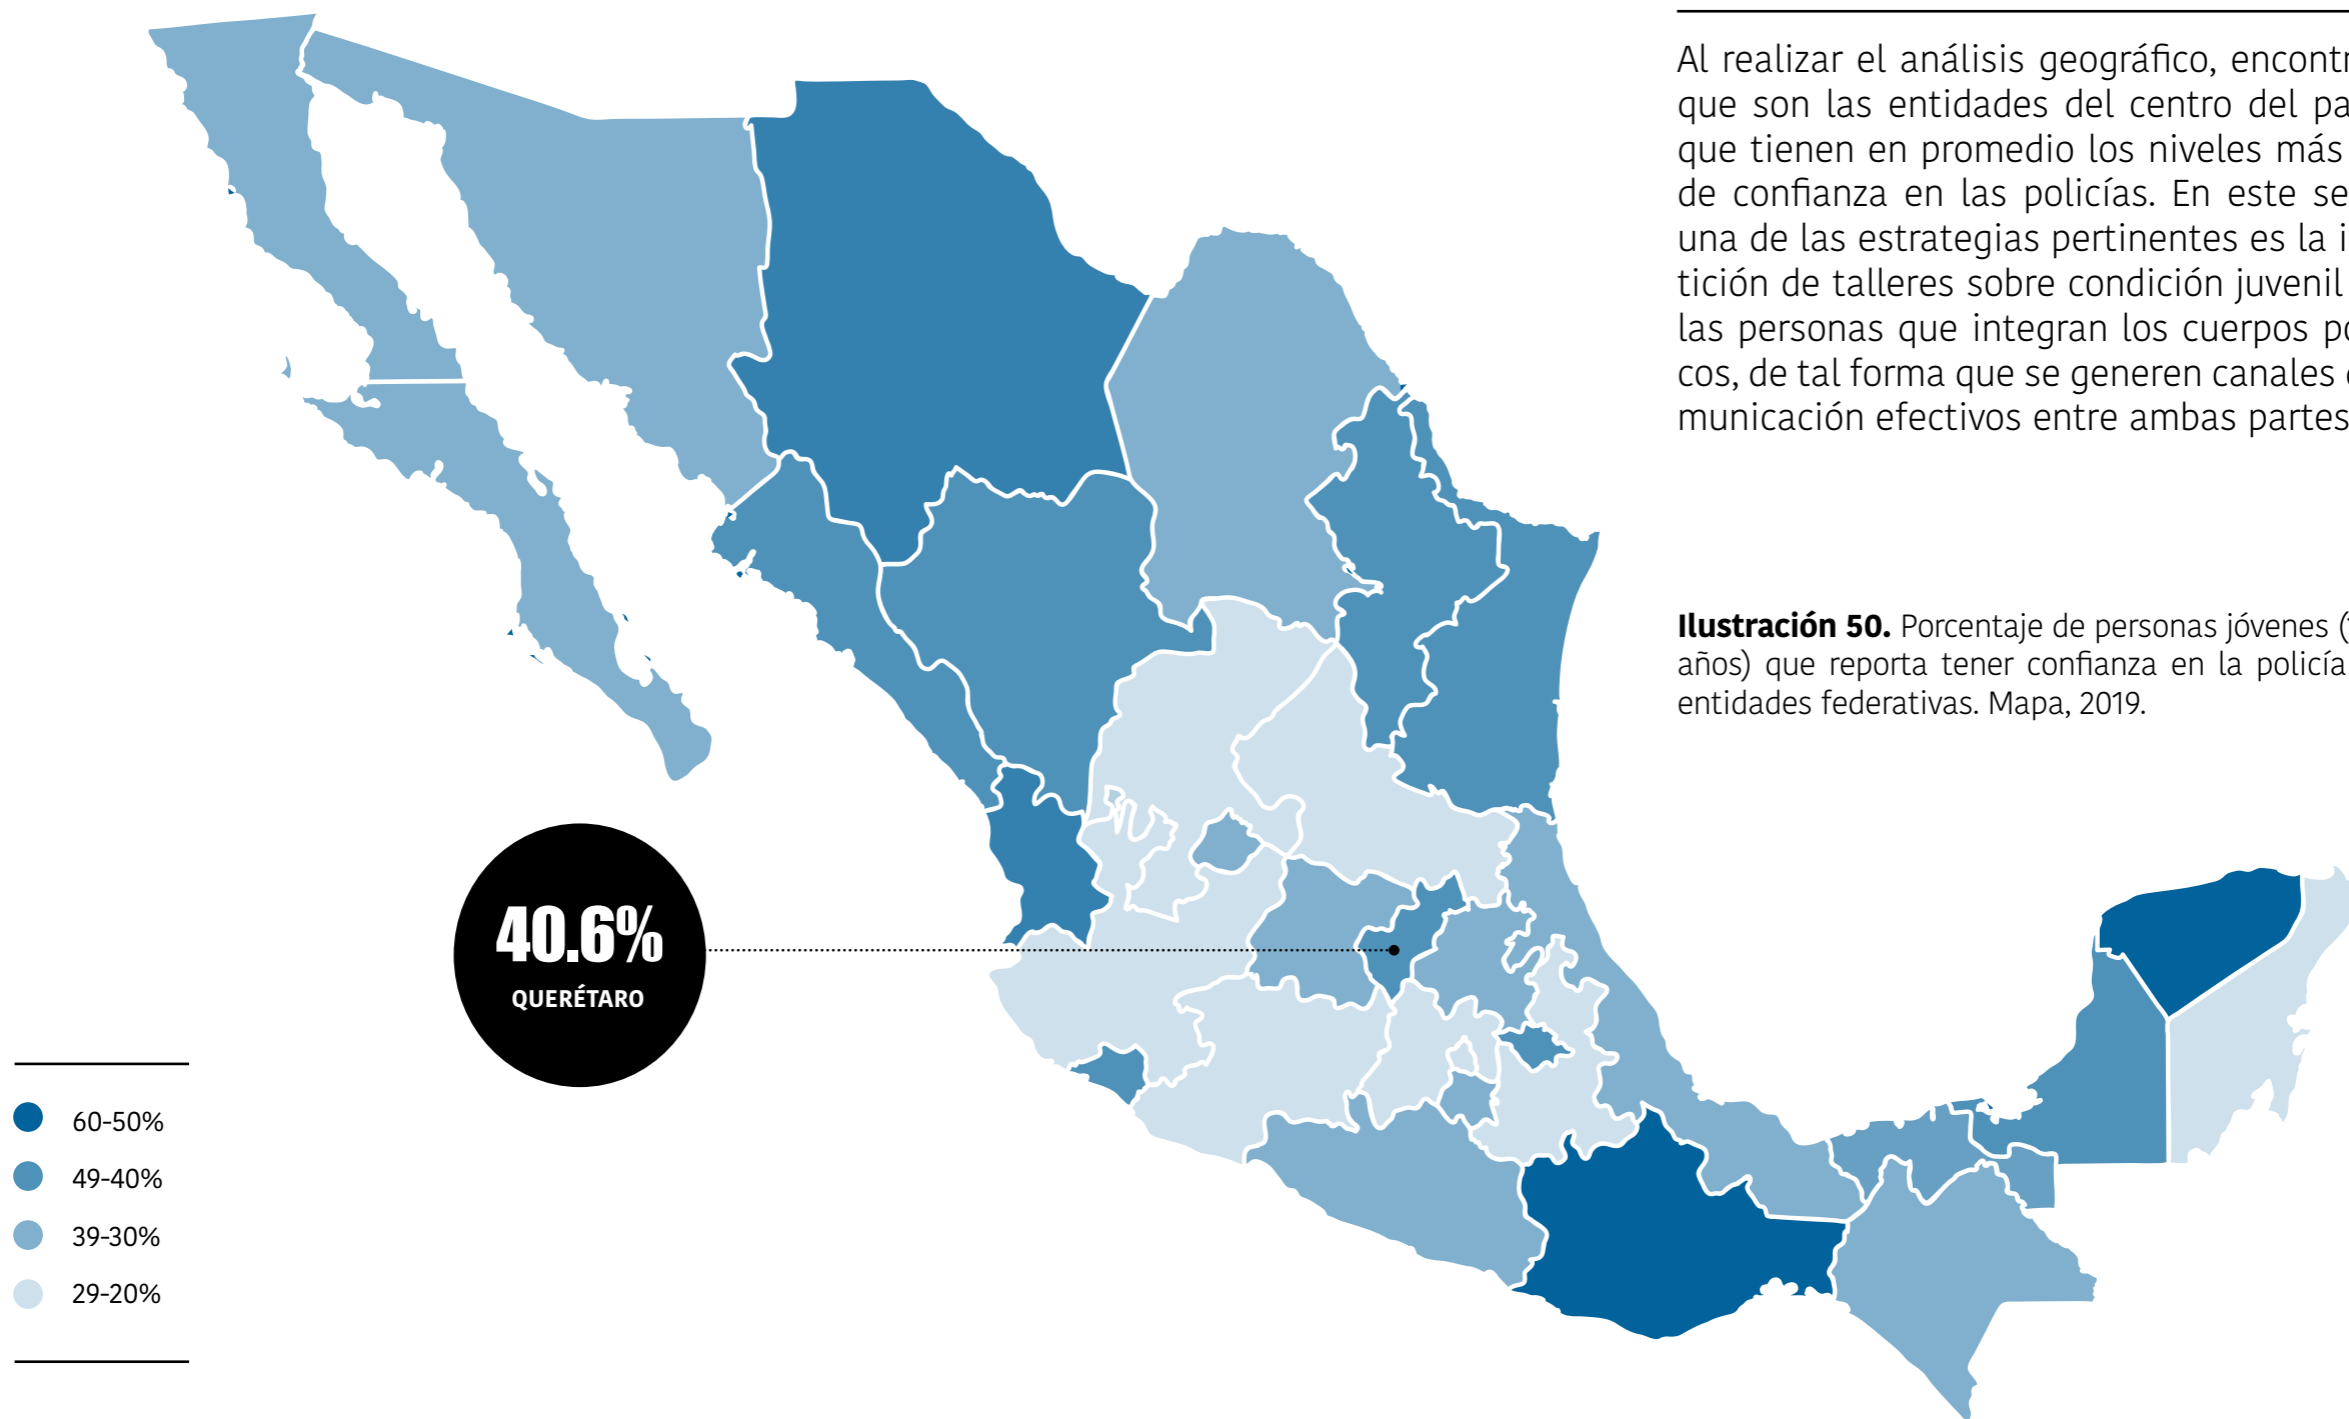 Al realizar el análisis geográfico,
que son las entidades del centro del
que tienen en promedio los niveles más
de confianza en las policías. En este
una de las estrategias pertinentes es la
tición de talleres sobre condición juvenil
las personas que integran los cuerpos
cos, de tal forma que se generen canales
municación efectivos entre ambas partes
Ilustración 50. Porcentaje de personas jóvenes
años) que reporta tener confianza en la policía
entidades federativas. Mapa, 2019.
40.6%
QUERÉTARO
60-50%
49-40%
39-30%
29-20%